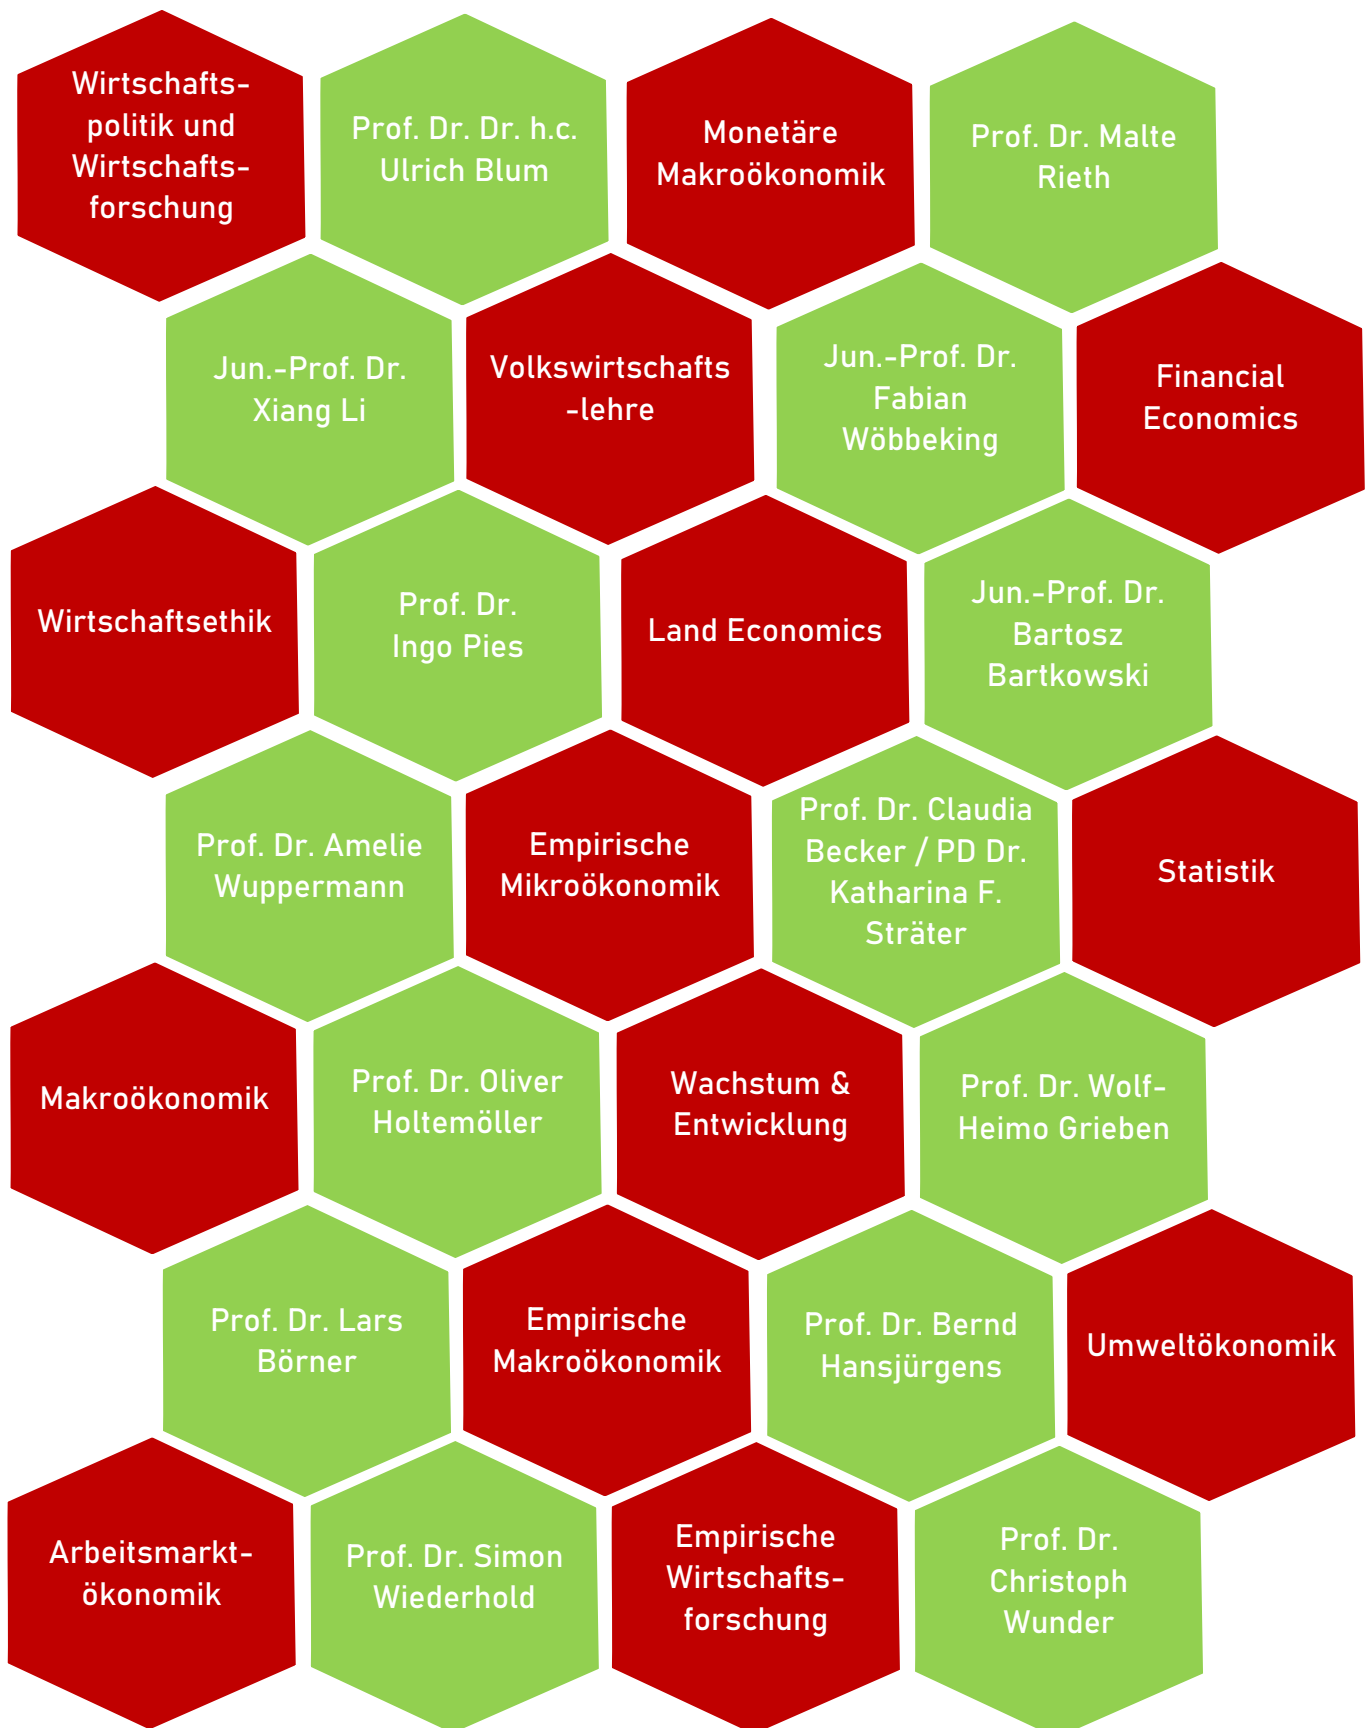 Wirtschafts-
politik und
Wirtschafts-
forschung
Prof. Dr. Dr. h.c.
Ulrich Blum
Monetäre
Makroökonomik
Prof. Dr. Malte
Rieth
Jun.-Prof. Dr.
Xiang Li
Volkswirtschafts
-lehre
Jun.-Prof. Dr.
Fabian
Wöbbeking
Financial
Economics
Wirtschaftsethik
Prof. Dr.
Ingo Pies
Land Economics
Jun.-Prof. Dr.
Bartosz
Bartkowski
Prof. Dr. Amelie
Wuppermann
Empirische
Mikroökonomik
Prof. Dr. Claudia
Becker / PD Dr.
Katharina F.
Sträter
Statistik
Makroökonomik
Prof. Dr. Oliver
Holtemöller
Wachstum &
Entwicklung
Prof. Dr. Wolf-
Heimo Grieben
Prof. Dr. Lars
Börner
Empirische
Makroökonomik
Prof. Dr. Bernd
Hansjürgens
Umweltökonomik
Arbeitsmarkt-
ökonomik
Prof. Dr. Simon
Wiederhold
Empirische
Wirtschafts-
forschung
Prof. Dr.
Christoph
Wunder